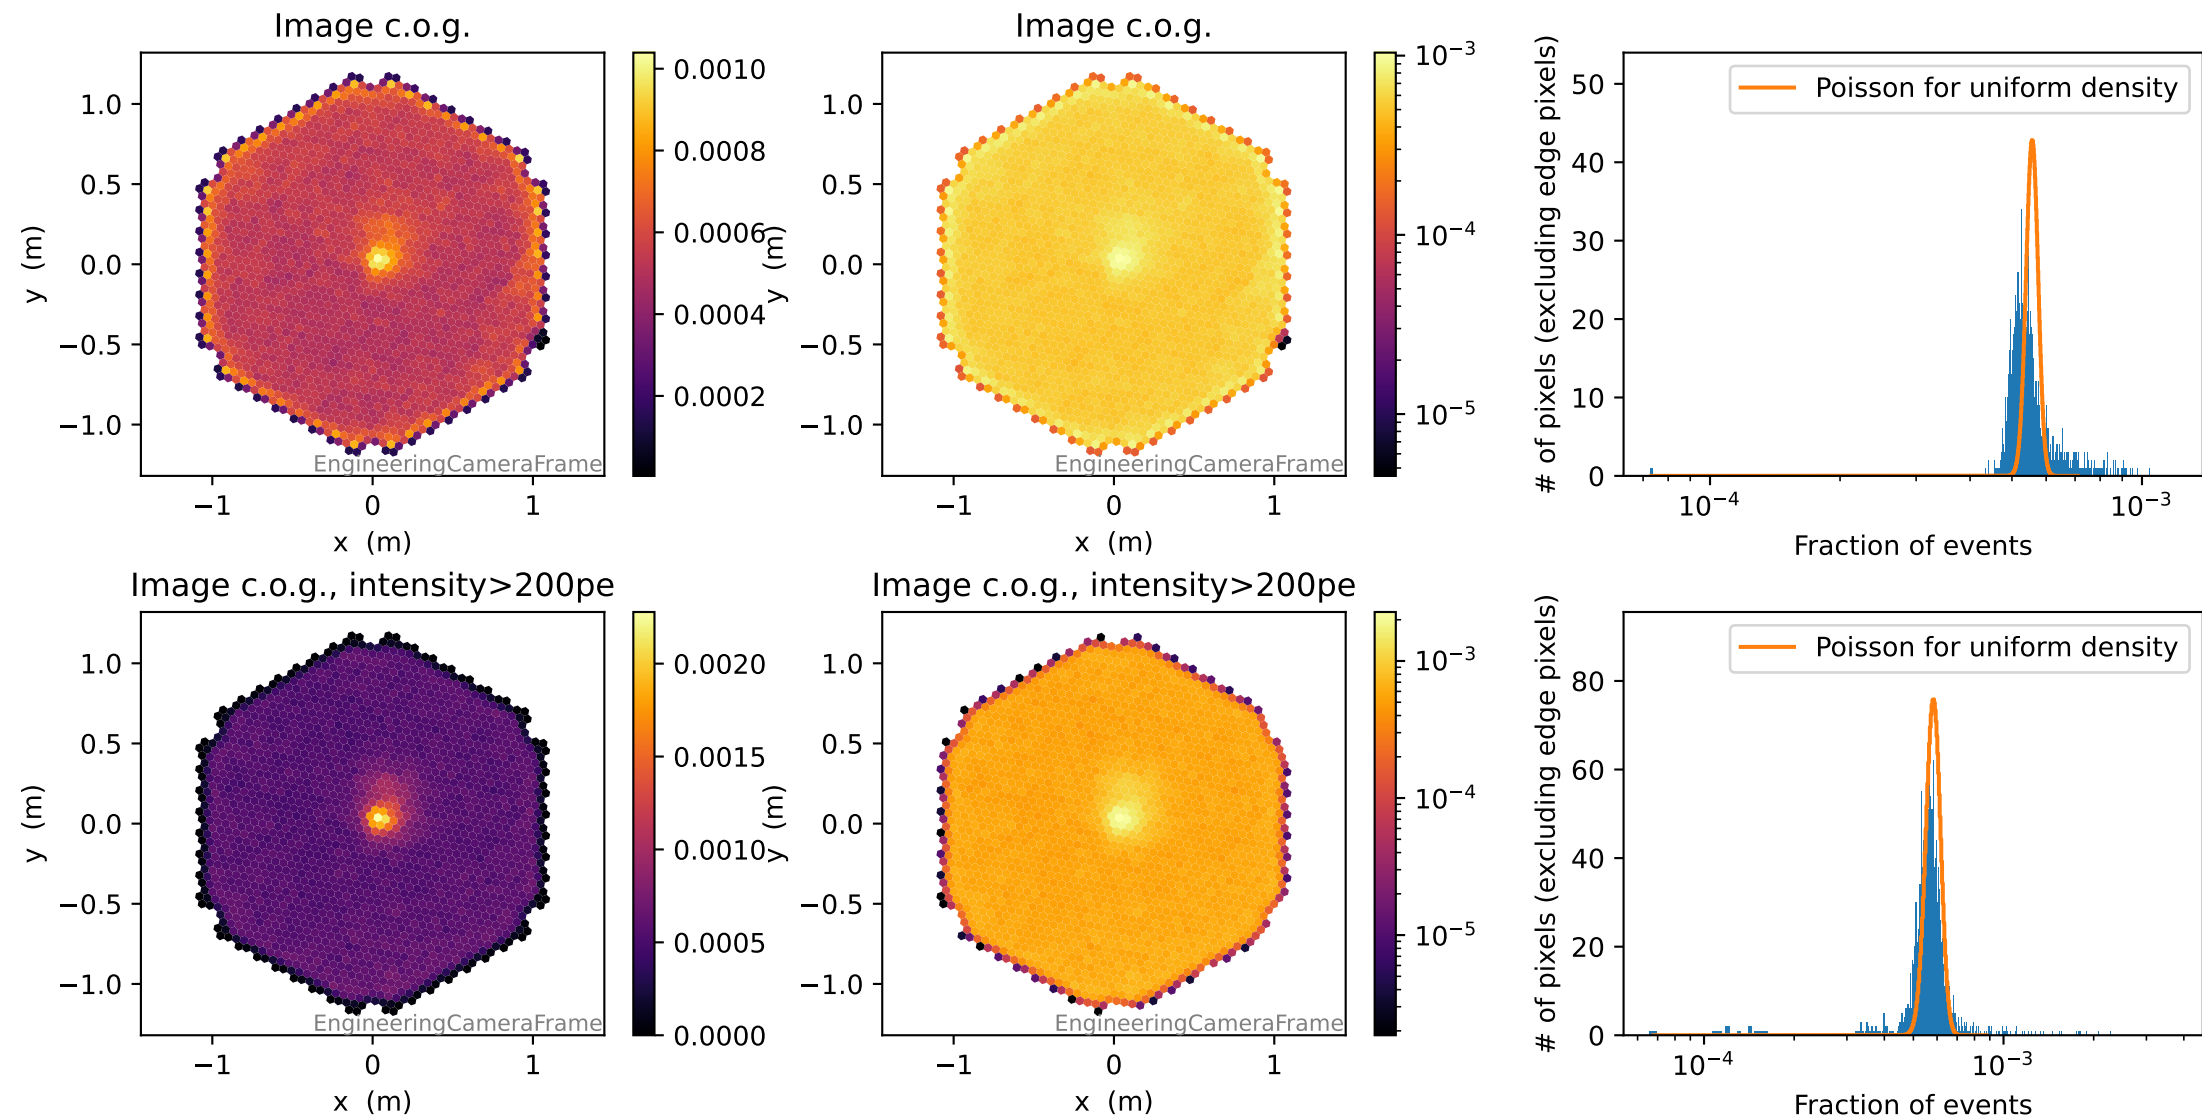 Image c.o.g.
1.0
0.5
0.0
−0.5
−1.0
y (m)
−1
0
1
x (m)
EngineeringCameraFrame
0.0010
0.0008
0.0006
0.0004
0.0002
Image c.o.g.
1.0
0.5
0.0
−0.5
−1.0
y (m)
−1
0
1
x (m)
EngineeringCameraFrame
10−3
10−4
10−5
Poisson for uniform density
50
40
30
20
10
0
# of pixels (excluding edge pixels)
10−4
10−3
Fraction of events
Image c.o.g., intensity>200pe
1.0
0.5
0.0
−0.5
−1.0
y (m)
−1
0
1
x (m)
EngineeringCameraFrame
0.0020
0.0015
0.0010
0.0005
0.0000
Image c.o.g., intensity>200pe
1.0
0.5
0.0
−0.5
−1.0
y (m)
−1
0
1
x (m)
EngineeringCameraFrame
10−3
10−4
10−5
Poisson for uniform density
80
60
40
20
0
# of pixels (excluding edge pixels)
10−4
10−3
Fraction of events